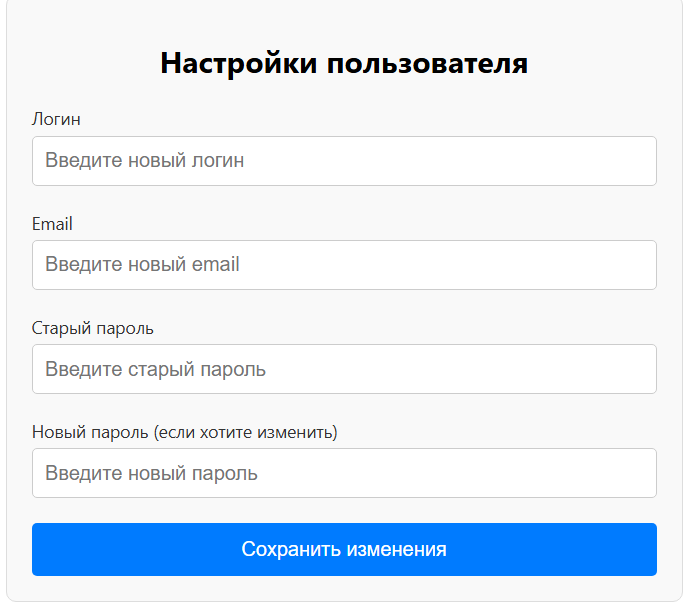 Настройки пользователя
Логин
Введите новый логин
Email
Введите новый email
Старый пароль
Введите старый пароль
Новый пароль (если хотите изменить)
Введите новый пароль
Сохранить изменения